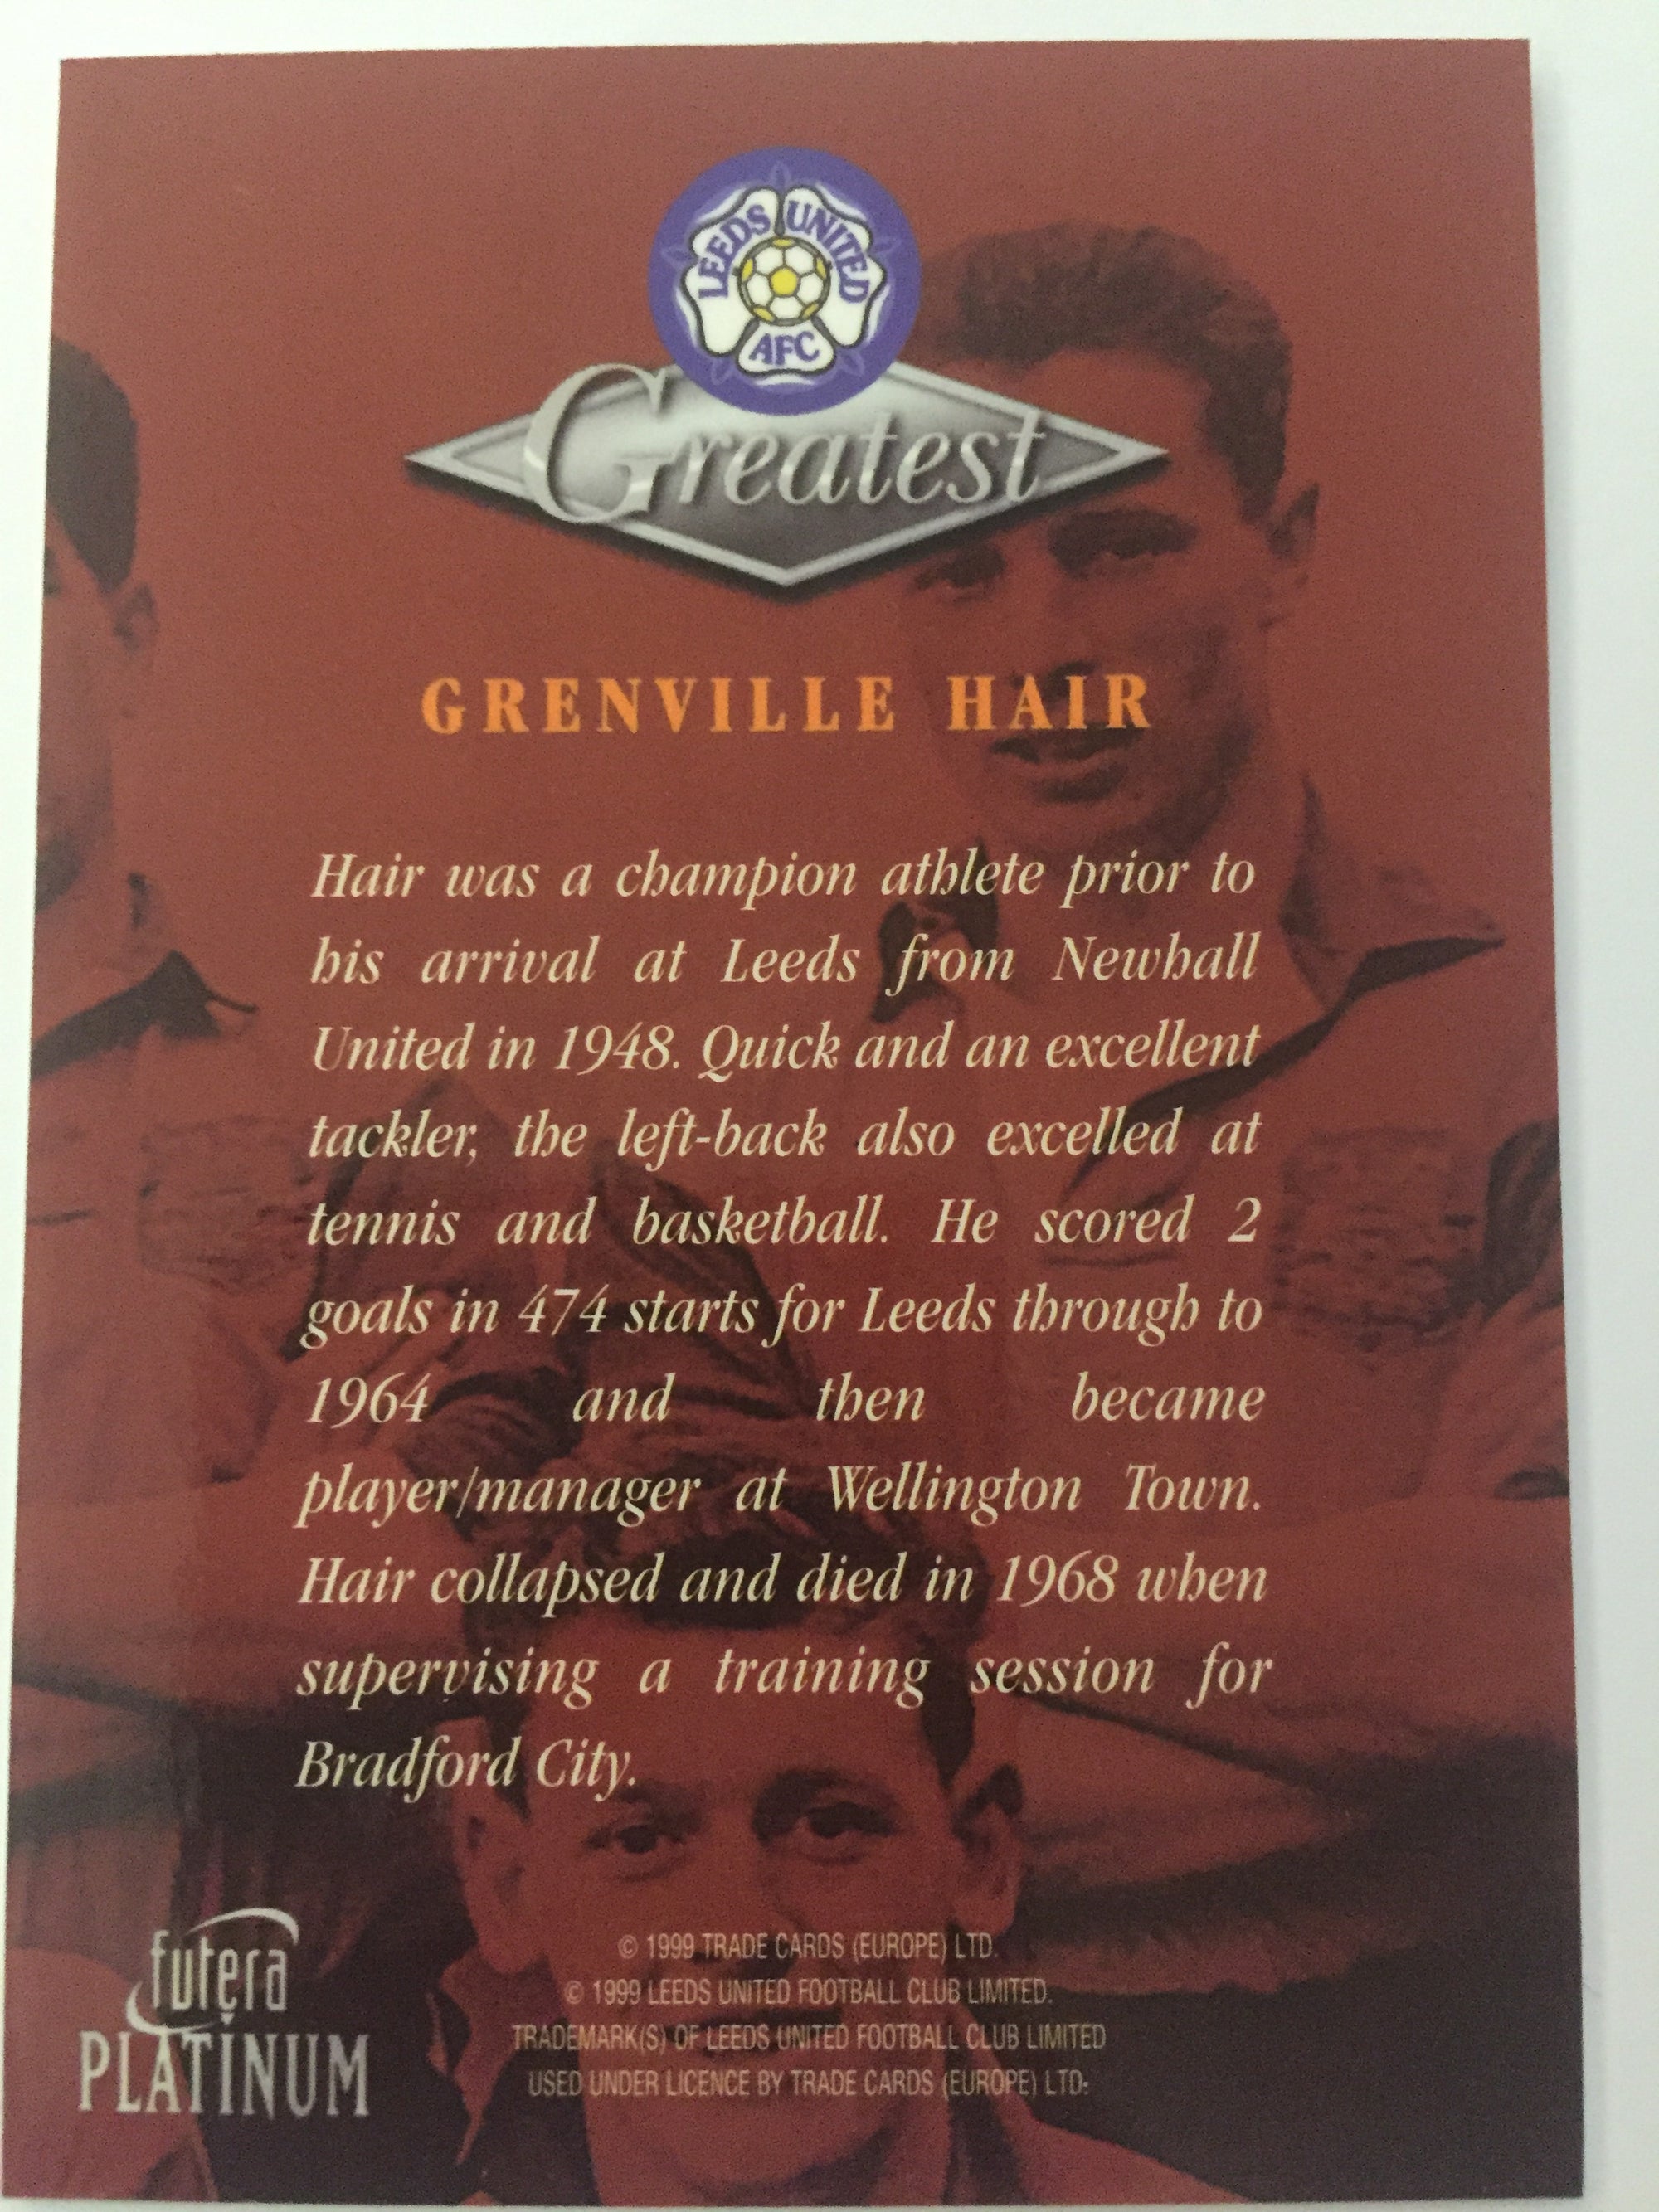 LEEDS UNITED
AFC
Greatest
GRENVILLE HAIR
Hair was a champion athlete prior to
his arrival at Leeds from Newhall
United in 1948. Quick and an excellent
tackler, the left-back also excelled at
tennis and basketball. He scored 2
goals in 474 starts for Leeds through to
1964 and then became
player/manager at Wellington Town.
Hair collapsed and died in 1968 when
supervising a training session for
Bradford City.
futera
PLATINUM
© 1999 TRADE CARDS (EUROPE) LTD.
© 1999 LEEDS UNITED FOOTBALL CLUB LIMITED.
TRADEMARK(S) OF LEEDS UNITED FOOTBALL CLUB LIMITED
USED UNDER LICENCE BY TRADE CARDS (EUROPE) LTD.